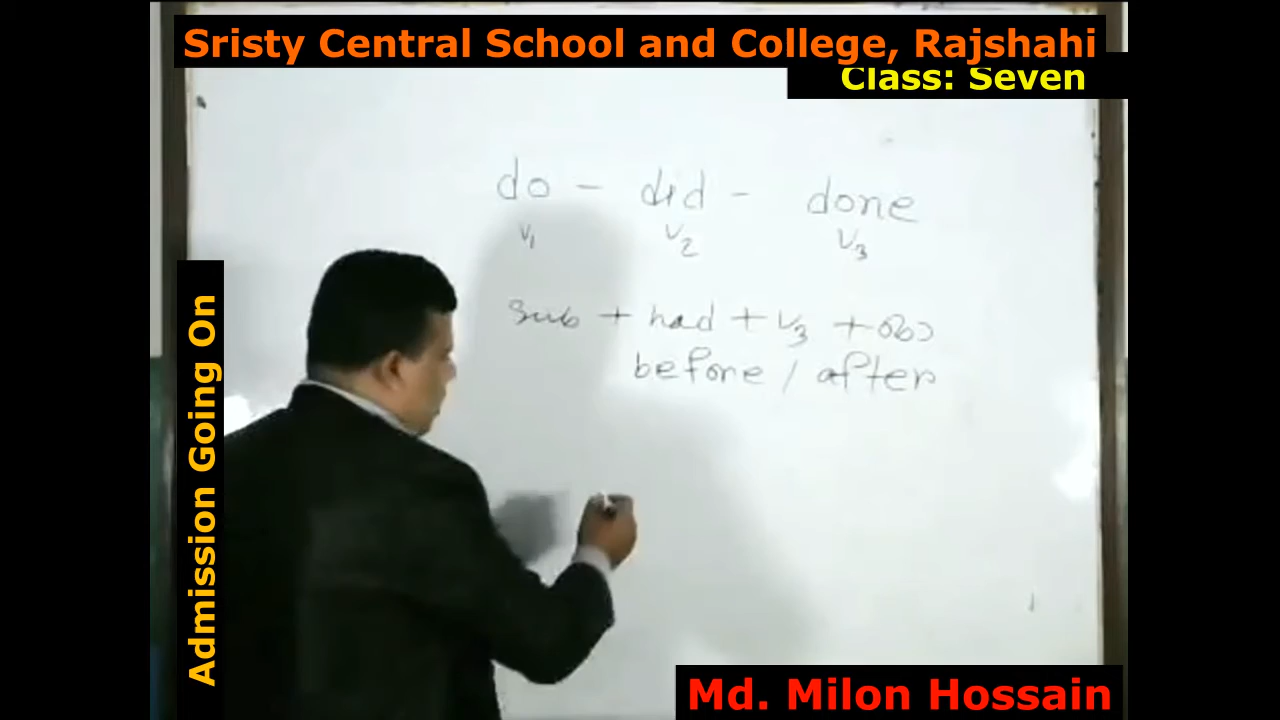 Sristy Central School and College, Rajshahi
Class: Seven
do - did - done
V1 V2 V3
Sub + had + V3 + obj
before / after
Admission Going On
Md. Milon Hossain